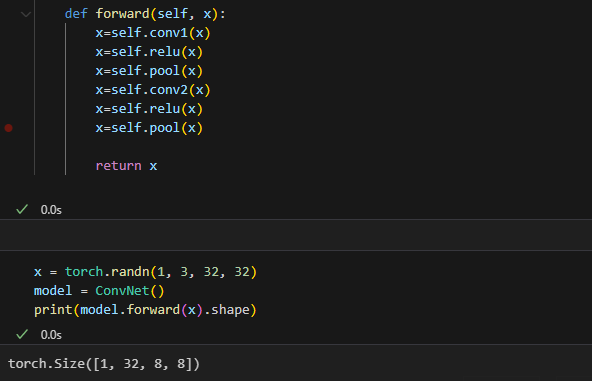 def forward(self, x):
x=self.conv1(x)
x=self.relu(x)
x=self.pool(x)
x=self.conv2(x)
x=self.relu(x)
x=self.pool(x)
return x
0.0s
x = torch.randn(1, 3, 32, 32)
model = ConvNet()
print(model.forward(x).shape)
0.0s
torch.Size([1, 32, 8, 8])